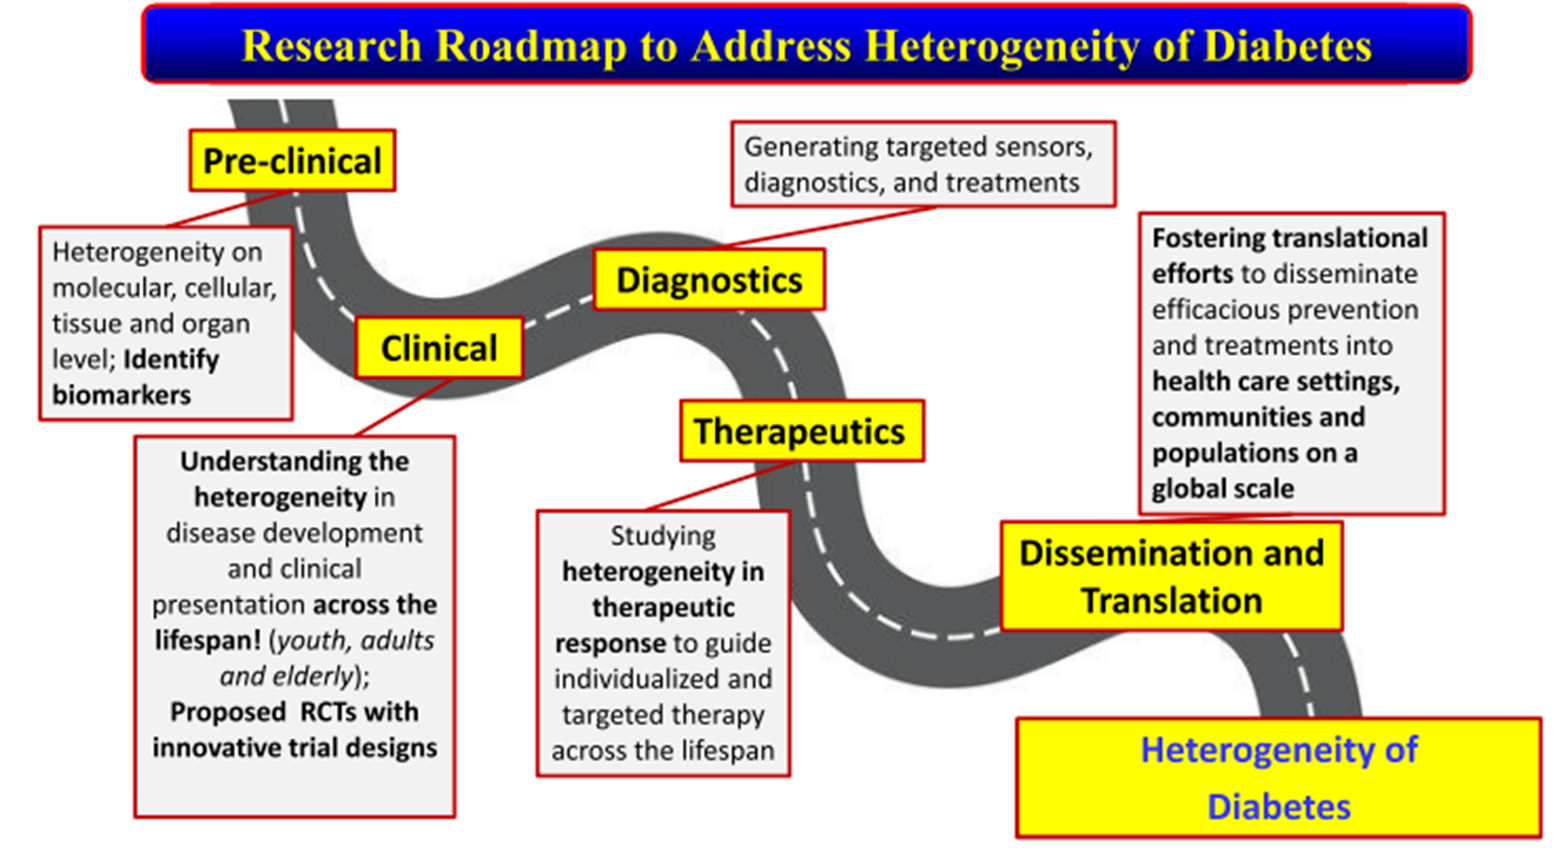 Research Roadmap to Address Heterogeneity of Diabetes
Pre-clinical
Heterogeneity on
molecular, cellular,
tissue and organ
level; Identify
biomarkers
Clinical
Understanding the
heterogeneity in
disease development
and clinical
presentation across the
lifespan! (youth, adults
and elderly);
Proposed RCTs with
innovative trial designs
Generating targeted sensors,
diagnostics, and treatments
Diagnostics
Therapeutics
Studying
heterogeneity in
therapeutic
response to guide
individualized and
targeted therapy
across the lifespan
Fostering translational
efforts to disseminate
efficacious prevention
and treatments into
health care settings,
communities and
populations on a
global scale
Dissemination and
Translation
Heterogeneity of
Diabetes